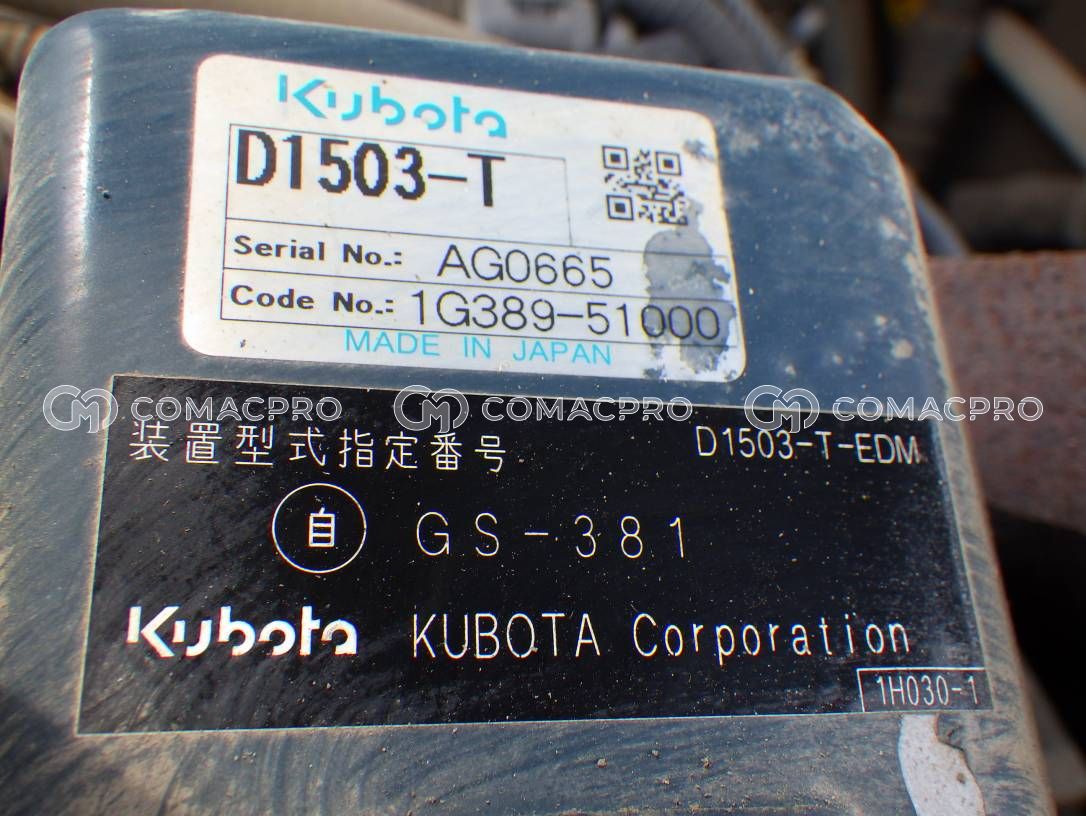 Kubota
D1503-T
Serial No.: AG0665
Code No.: 1G389-51000
MADE IN JAPAN
COMACPRO COMACPRO COMACPRO
装置型式指定番号 D1503-T-EDM
自 GS-381
Kubota KUBOTA Corporation
1H030-1